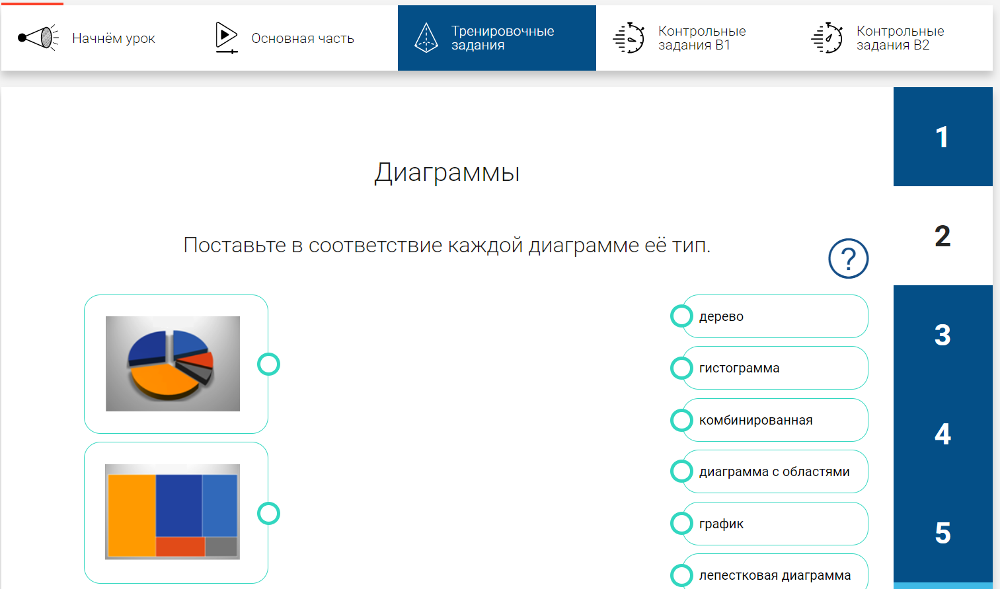 Начнём урок
Основная часть
Тренировочные
задания
Контрольные
задания В1
Контрольные
задания В2
Диаграммы
Поставьте в соответствие каждой диаграмме её тип.
?
дерево
гистограмма
комбинированная
диаграмма с областями
график
лепестковая диаграмма
1
2
3
4
5